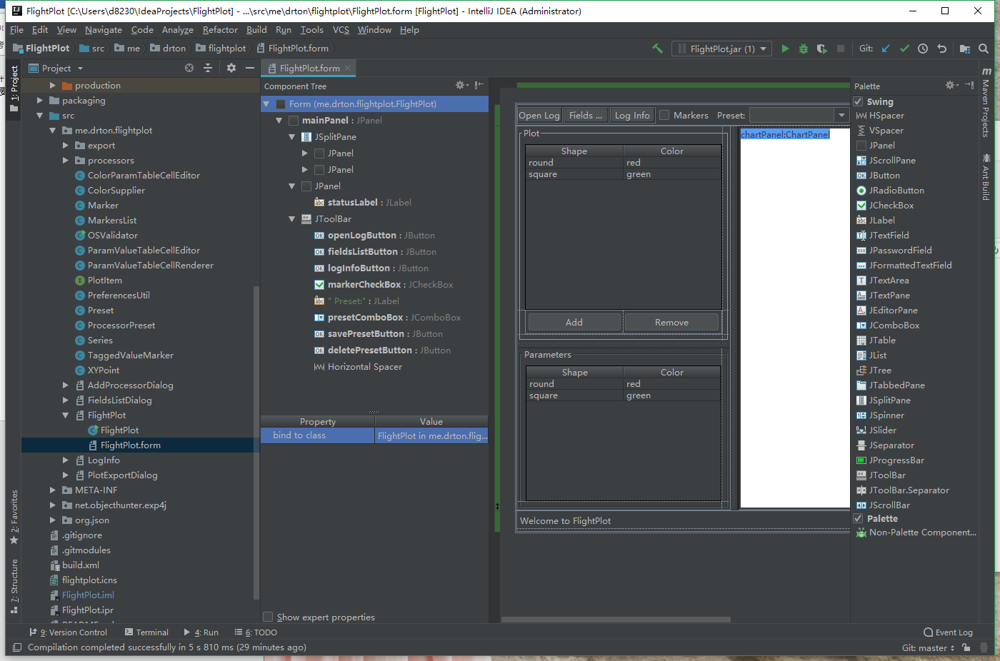 FlightPlot [C:\Users\d8230\IdeaProjects\FlightPlot] - ...\src\me\drton\flightplot\FlightPlot.form [FlightPlot] - IntelliJ IDEA (Administrator)
File Edit View Navigate Code Analyze Refactor Build Run Tools VCS Window Help
FlightPlot src me drton flightplot FlightPlot.form FlightPlot.jar (1) Git:
1: Project
2: Favorites
7: Structure
Project
production
packaging
src
me.drton.flightplot
export
processors
ColorParamTableCellEditor
ColorSupplier
Marker
MarkersList
OSValidator
ParamValueTableCellEditor
ParamValueTableCellRenderer
PlotItem
PreferencesUtil
Preset
ProcessorPreset
Series
TaggedValueMarker
XYPoint
AddProcessorDialog
FieldsListDialog
FlightPlot
FlightPlot
FlightPlot.form
LogInfo
PlotExportDialog
META-INF
net.objecthunter.exp4j
org.json
.gitignore
.gitmodules
build.xml
flightplot.icns
FlightPlot.iml
FlightPlot.ipr
FlightPlot.form
Component Tree
Form (me.drton.flightplot.FlightPlot)
mainPanel : JPanel
JSplitPane
JPanel
JPanel
JPanel
statusLabel : JLabel
JToolBar
openLogButton : JButton
fieldsListButton : JButton
logInfoButton : JButton
markerCheckBox : JCheckBox
" Preset:" : JLabel
presetComboBox : JComboBox
savePresetButton : JButton
deletePresetButton : JButton
Horizontal Spacer
Property Value
bind to class FlightPlot in me.drton.flig...
Show expert properties
Open Log Fields ... Log Info Markers Preset:
Plot
Shape Color
round red
square green
Add Remove
Parameters
Shape Color
round red
square green
chartPanel:ChartPanel
Welcome to FlightPlot
Palette
Swing
HSpacer
VSpacer
JPanel
JScrollPane
JButton
JRadioButton
JCheckBox
JLabel
JTextField
JPasswordField
JFormattedTextField
JTextArea
JTextPane
JEditorPane
JComboBox
JTable
JList
JTree
JTabbedPane
JSplitPane
JSpinner
JSlider
JSeparator
JProgressBar
JToolBar
JToolBar.Separator
JScrollBar
Palette
Non-Palette Component...
Maven Projects
Ant Build
9: Version Control Terminal 4: Run 6: TODO Event Log
Compilation completed successfully in 5 s 810 ms (29 minutes ago) Git: master